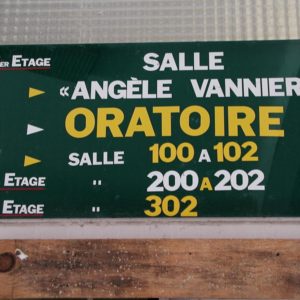 ER ETAGE SALLE
« ANGÈLE VANNIER
ORATOIRE
SALLE 100 A 102
ETAGE " 200 A 202
ETAGE " 302